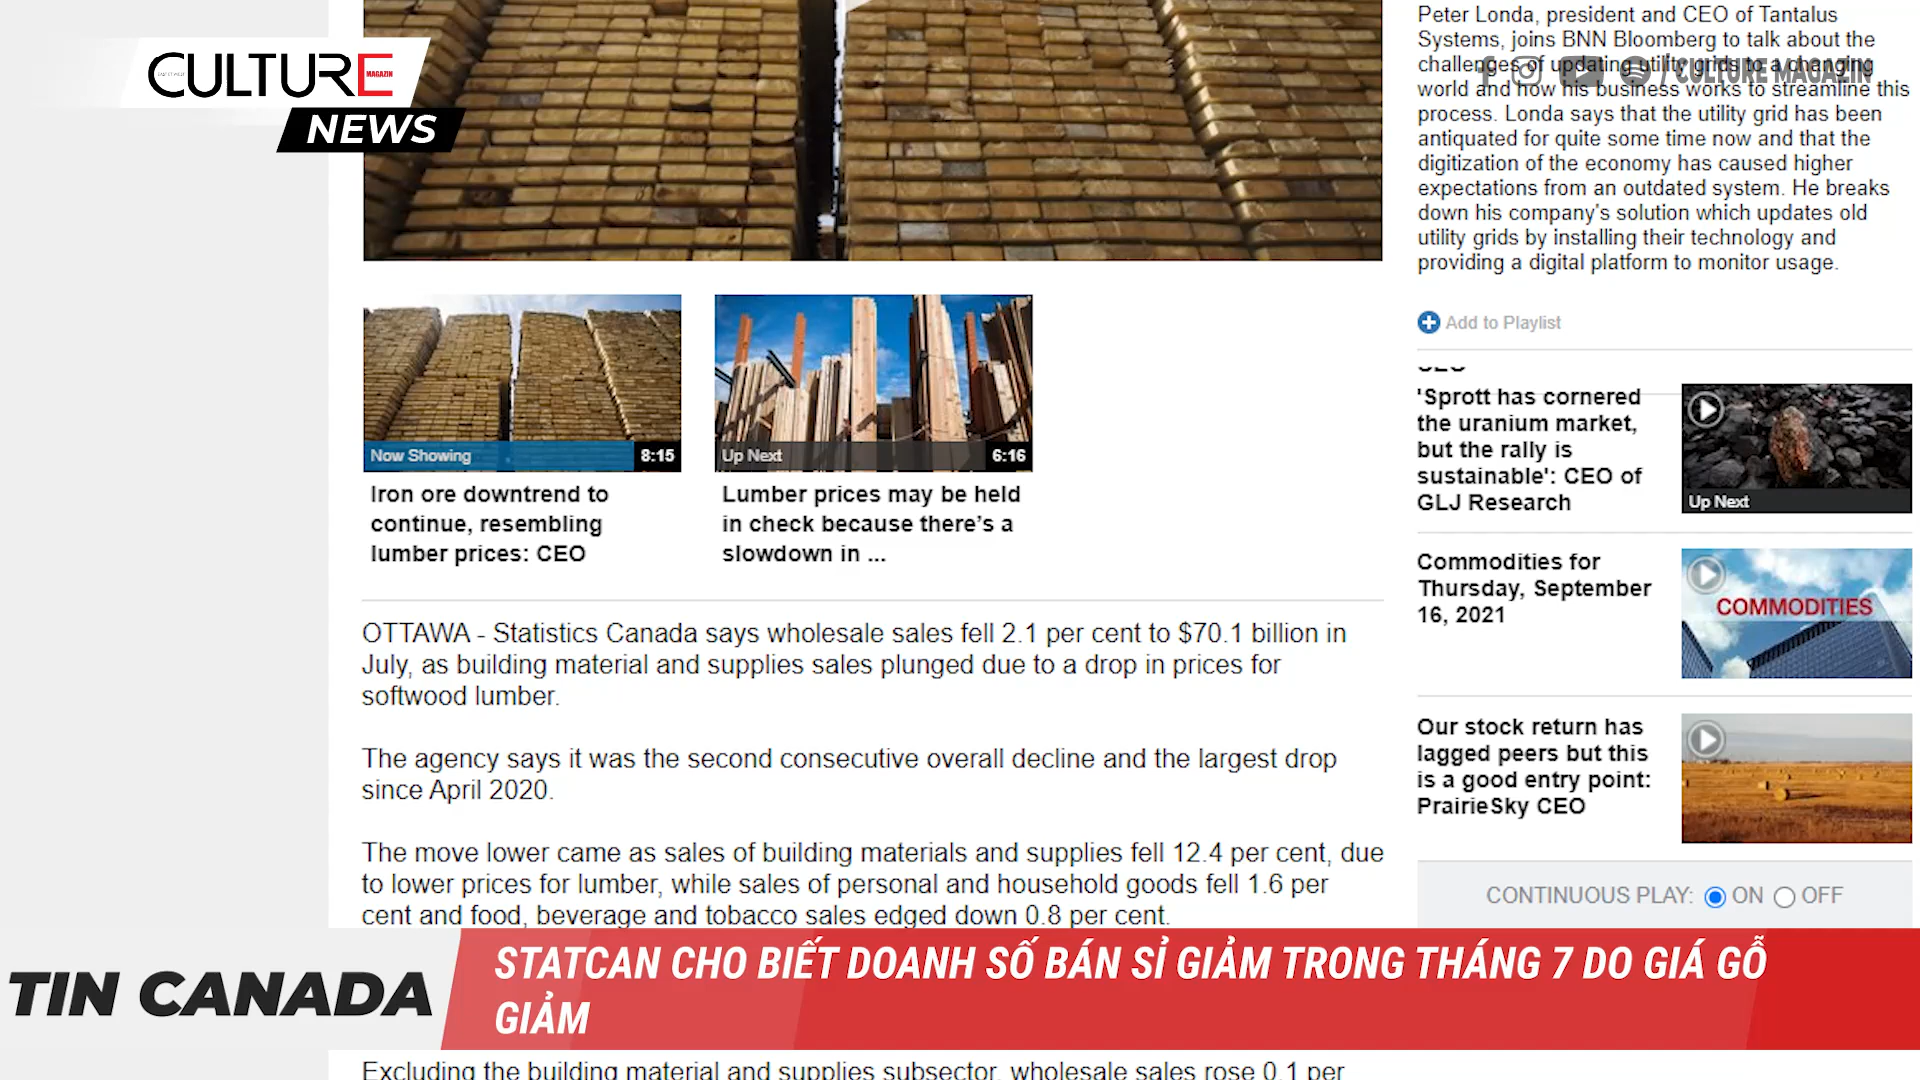 CULTURE
MAGAZIN
NEWS
Peter Londa, president and CEO of Tantalus
Systems, joins BNN Bloomberg to talk about the
challenges of updating utility grids to a changing
world and how his business works to streamline this
process. Londa says that the utility grid has been
antiquated for quite some time now and that the
digitization of the economy has caused higher
expectations from an outdated system. He breaks
down his company's solution which updates old
utility grids by installing their technology and
providing a digital platform to monitor usage.
/ CULTURE MAGAZIN
Add to Playlist
Now Showing
8:15
Up Next
6:16
Iron ore downtrend to
continue, resembling
lumber prices: CEO
Lumber prices may be held
in check because there's a
slowdown in ...
'Sprott has cornered
the uranium market,
but the rally is
sustainable': CEO of
GLJ Research
Up Next
Commodities for
Thursday, September
16, 2021
COMMODITIES
Our stock return has
lagged peers but this
is a good entry point:
PrairieSky CEO
CONTINUOUS PLAY: ON OFF
OTTAWA - Statistics Canada says wholesale sales fell 2.1 per cent to $70.1 billion in
July, as building material and supplies sales plunged due to a drop in prices for
softwood lumber.
The agency says it was the second consecutive overall decline and the largest drop
since April 2020.
The move lower came as sales of building materials and supplies fell 12.4 per cent, due
to lower prices for lumber, while sales of personal and household goods fell 1.6 per
cent and food, beverage and tobacco sales edged down 0.8 per cent.
TIN CANADA
STATCAN CHO BIẾT DOANH SỐ BÁN SỈ GIẢM TRONG THÁNG 7 DO GIÁ GỖ
GIẢM
Excluding the building material and supplies subsector, wholesale sales rose 0.1 per